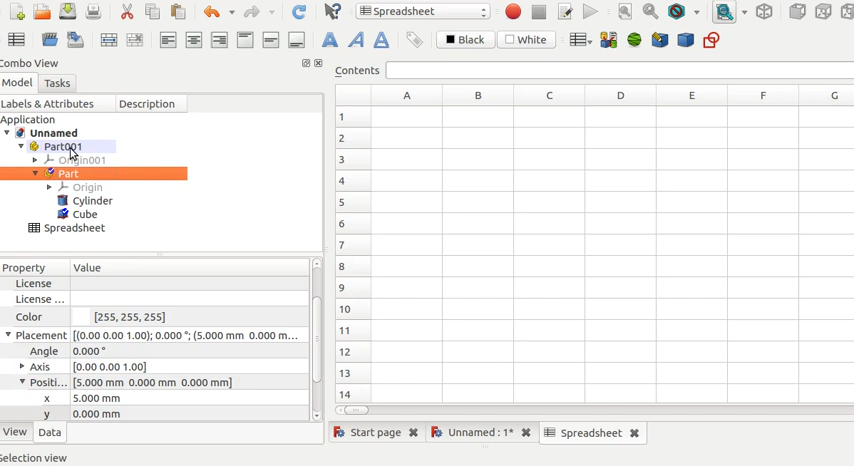 Spreadsheet
Black
White
Combo View
Model
Tasks
Labels & Attributes
Description
Application
Unnamed
Part001
Origin001
Part
Origin
Cylinder
Cube
Spreadsheet
Property
Value
License
License ...
Color
[255, 255, 255]
Placement
[(0.00 0.00 1.00); 0.000 °; (5.000 mm 0.000 m...
Angle
0.000 °
Axis
[0.00 0.00 1.00]
Positi...
[5.000 mm 0.000 mm 0.000 mm]
x
5.000 mm
y
0.000 mm
View
Data
Selection view
Contents
A B C D E F G
1
2
3
4
5
6
7
8
9
10
11
12
13
14
Start page
Unnamed : 1*
Spreadsheet